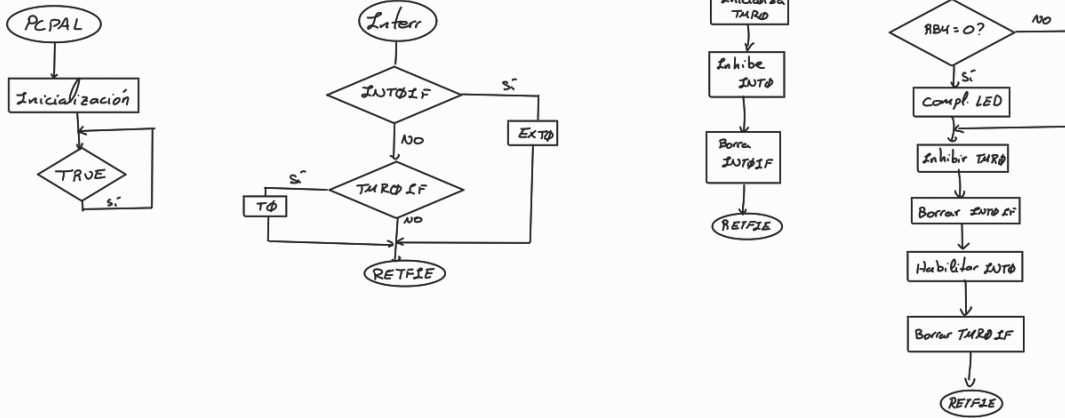 PCPAL
Inicialización
TRUE
sí
Interr
INTØIF
sí
EXTØ
NO
TMRØIF
sí
TØ
NO
RETFIE
Inicializa
TMRØ
Inhibe
INTØ
Borra
INTØIF
RETFIE
RB4=0?
NO
sí
Compl. LED
Inhibir TMRØ
Borrar INTØIF
Habilitar INTØ
Borrar TMRØIF
RETFIE